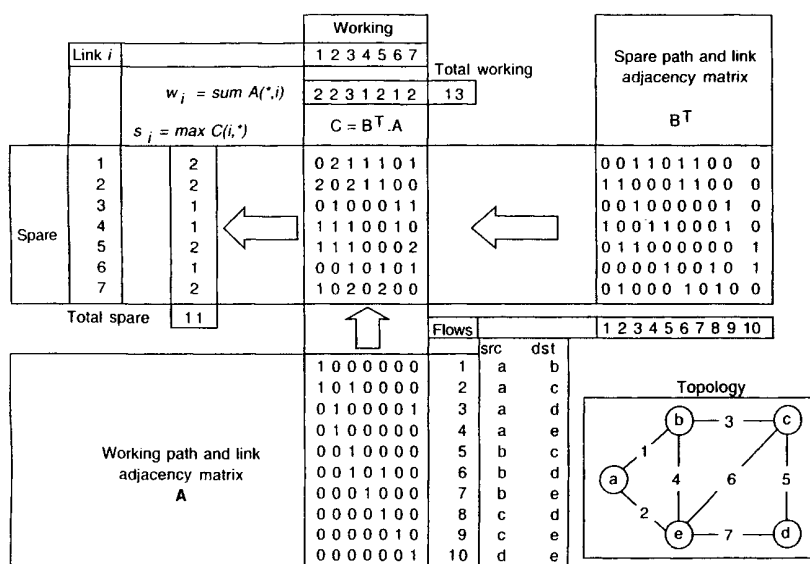 Working
Link i 1 2 3 4 5 6 7
Total working
w i = sum A(*,i) 2 2 3 1 2 1 2 13
s i = max C(i,*) C = B T .A
Spare path and link
adjacency matrix
B T
Spare
1 2 0 2 1 1 1 0 1 0 0 1 1 0 1 1 0 0 0
2 2 2 0 2 1 1 0 0 1 1 0 0 0 1 1 0 0 0
3 1 0 1 0 0 0 1 1 0 0 1 0 0 0 0 0 1 0
4 1 1 1 1 0 0 1 0 1 0 0 1 1 0 0 0 1 0
5 2 1 1 1 0 0 0 2 0 1 1 0 0 0 0 0 0 1
6 1 0 0 1 0 1 0 1 0 0 0 0 1 0 0 1 0 1
7 2 1 0 2 0 2 0 0 0 1 0 0 0 1 0 1 0 0
Total spare 11
Flows 1 2 3 4 5 6 7 8 9 10
src dst
Working path and link
adjacency matrix
A
1 0 0 0 0 0 0 1 a b
1 0 1 0 0 0 0 2 a c
0 1 0 0 0 0 1 3 a d
0 1 0 0 0 0 0 4 a e
0 0 1 0 0 0 0 5 b c
0 0 1 0 1 0 0 6 b d
0 0 0 1 0 0 0 7 b e
0 0 0 0 1 0 0 8 c d
0 0 0 0 0 1 0 9 c e
0 0 0 0 0 0 1 10 d e
Topology
b 3 c
1
a 4 6 5
2
e 7 d